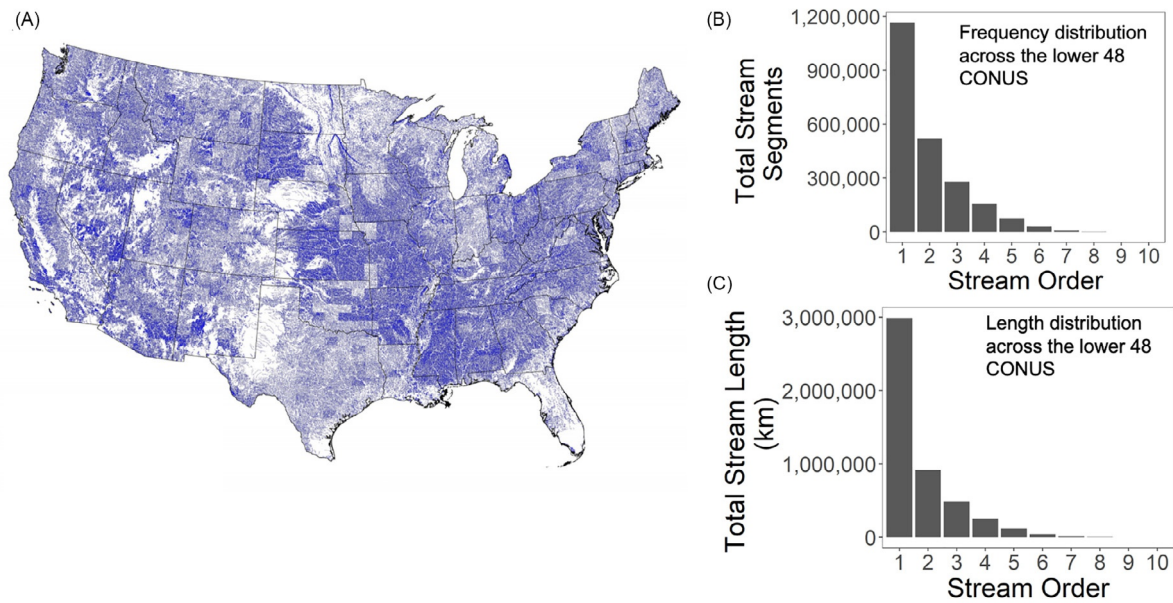 (A)
(B)
1,200,000
900,000
600,000
300,000
0
Total Stream
Segments
Frequency distribution
across the lower 48
CONUS
1 2 3 4 5 6 7 8 9 10
Stream Order
(C)
3,000,000
2,000,000
1,000,000
0
Total Stream Length
(km)
Length distribution
across the lower 48
CONUS
1 2 3 4 5 6 7 8 9 10
Stream Order